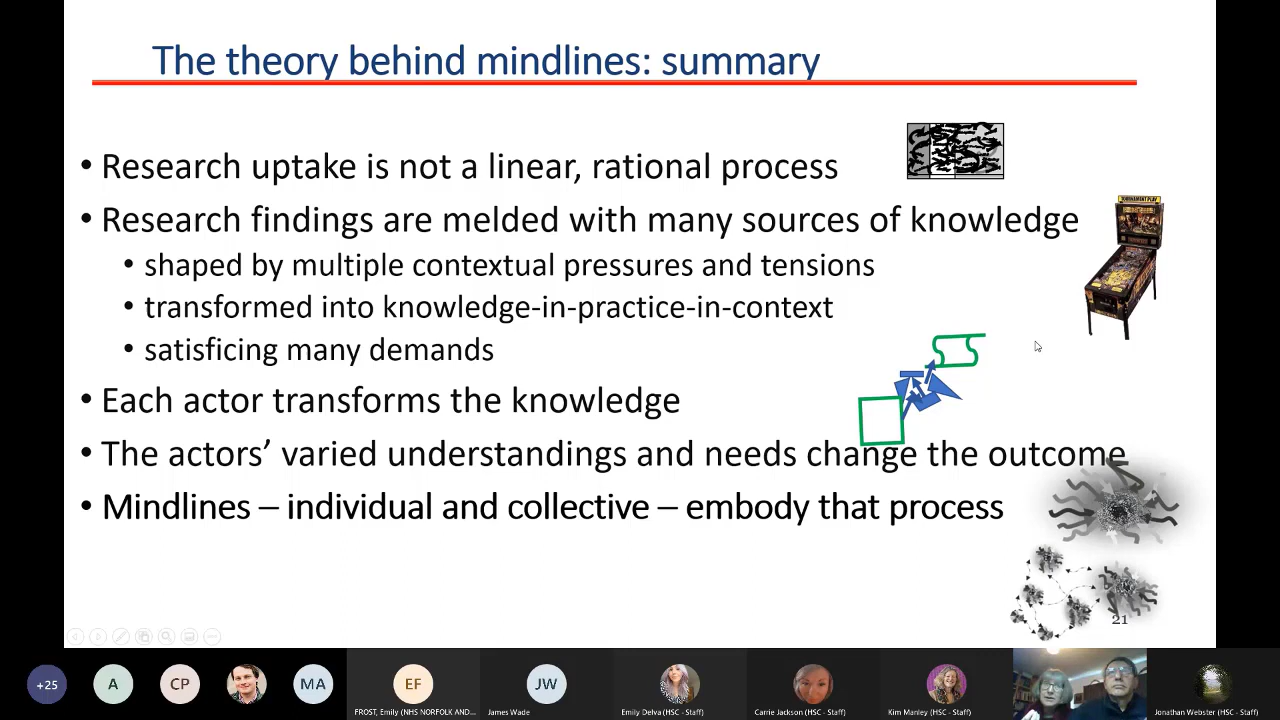 The theory behind mindlines: summary
• Research uptake is not a linear, rational process
• Research findings are melded with many sources of knowledge
• shaped by multiple contextual pressures and tensions
• transformed into knowledge-in-practice-in-context
• satisficing many demands
• Each actor transforms the knowledge
• The actors’ varied understandings and needs change the outcome
• Mindlines – individual and collective – embody that process
TOURNAMENT PLAY
21
+25
A
CP
MA
EF
JW
FROST, Emily (NHS NORFOLK AND...
James Wade
Emily Delva (HSC - Staff)
Carrie Jackson (HSC - Staff)
Kim Manley (HSC - Staff)
Jonathan Webster (HSC - Staff)